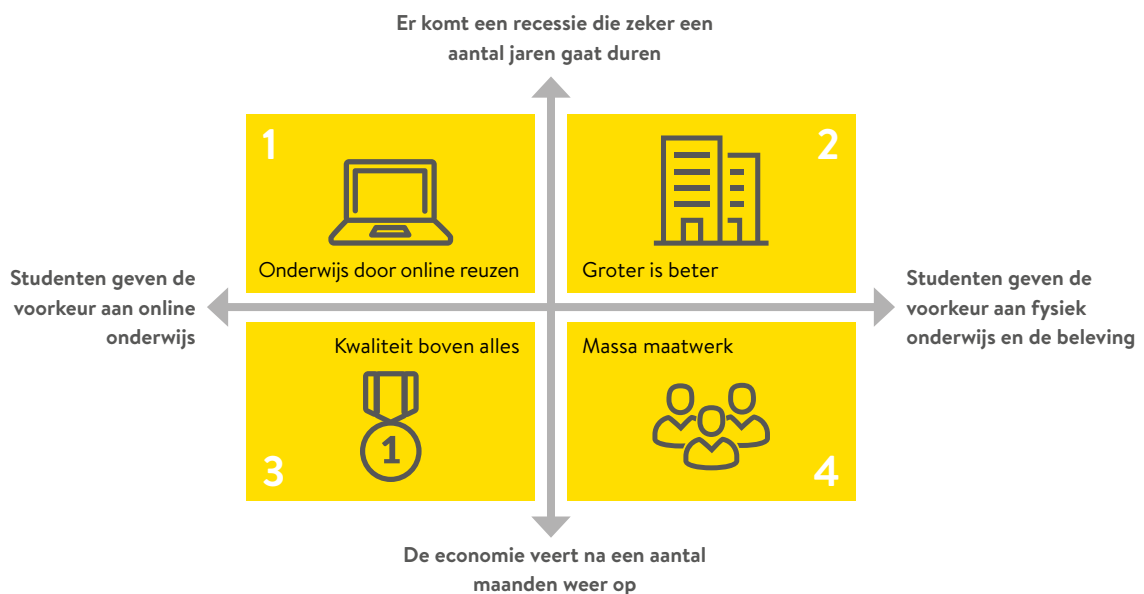 Er komt een recessie die zeker een
aantal jaren gaat duren
1
2
Onderwijs door online reuzen
Groter is beter
Studenten geven de
voorkeur aan online
onderwijs
Studenten geven de
voorkeur aan fysiek
onderwijs en de beleving
Kwaliteit boven alles
Massa maatwerk
1
3
4
De economie veert na een aantal
maanden weer op